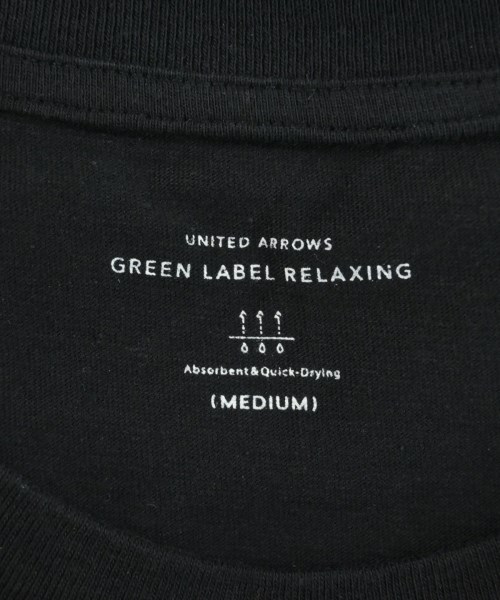 UNITED ARROWS
GREEN LABEL RELAXING
Absorbent&Quick-Drying
(MEDIUM)